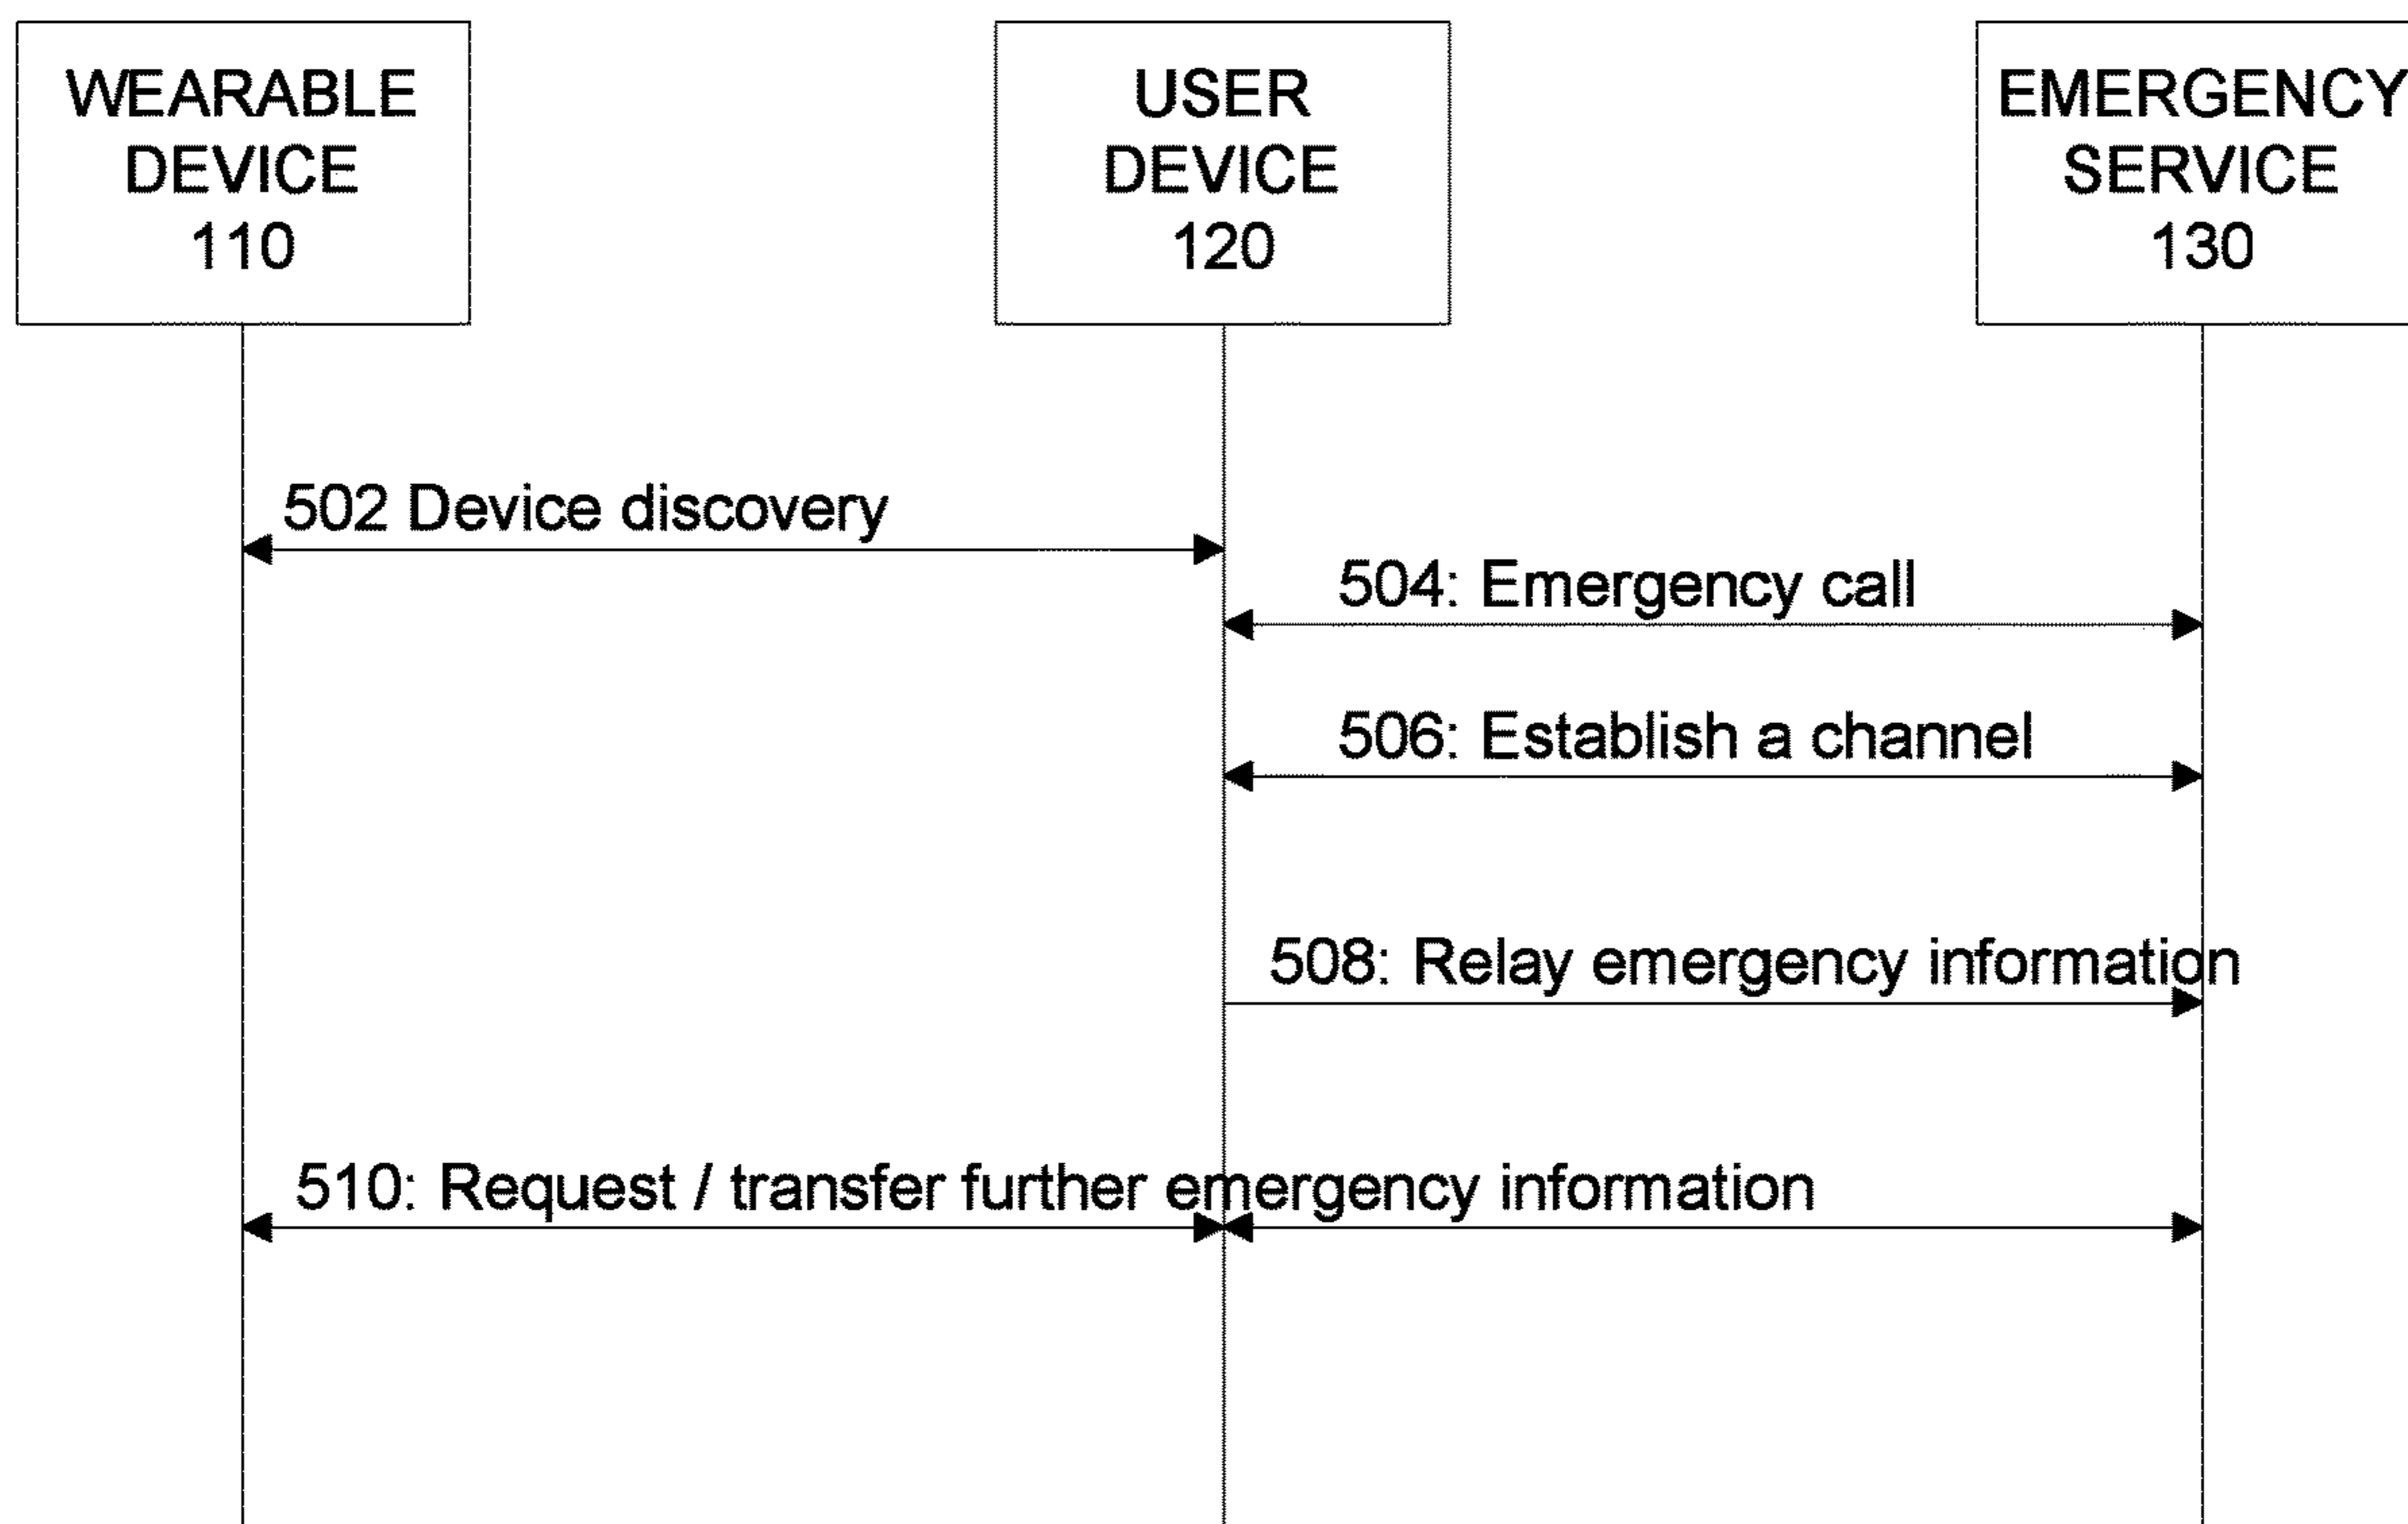 WEARABLE
DEVICE
110
USER
DEVICE
120
EMERGENCY
SERVICE
130
502 Device discovery
504: Emergency call
506: Establish a channel
508: Relay emergency information
510: Request / transfer further emergency information